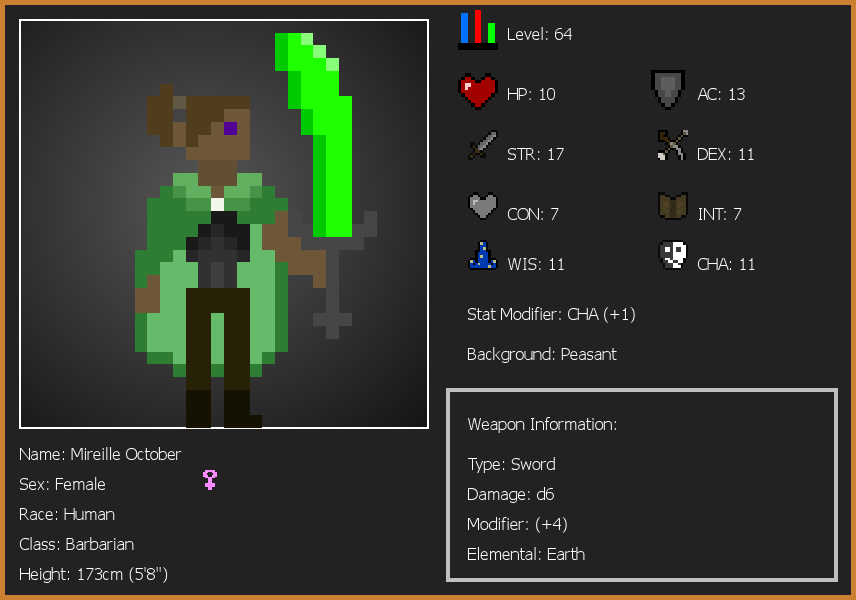 Level: 64
HP: 10
AC: 13
STR: 17
DEX: 11
CON: 7
INT: 7
WIS: 11
CHA: 11
Stat Modifier: CHA (+1)
Background: Peasant
Weapon Information:
Type: Sword
Damage: d6
Modifier: (+4)
Elemental: Earth
Name: Mireille October
Sex: Female
Race: Human
Class: Barbarian
Height: 173cm (5'8")